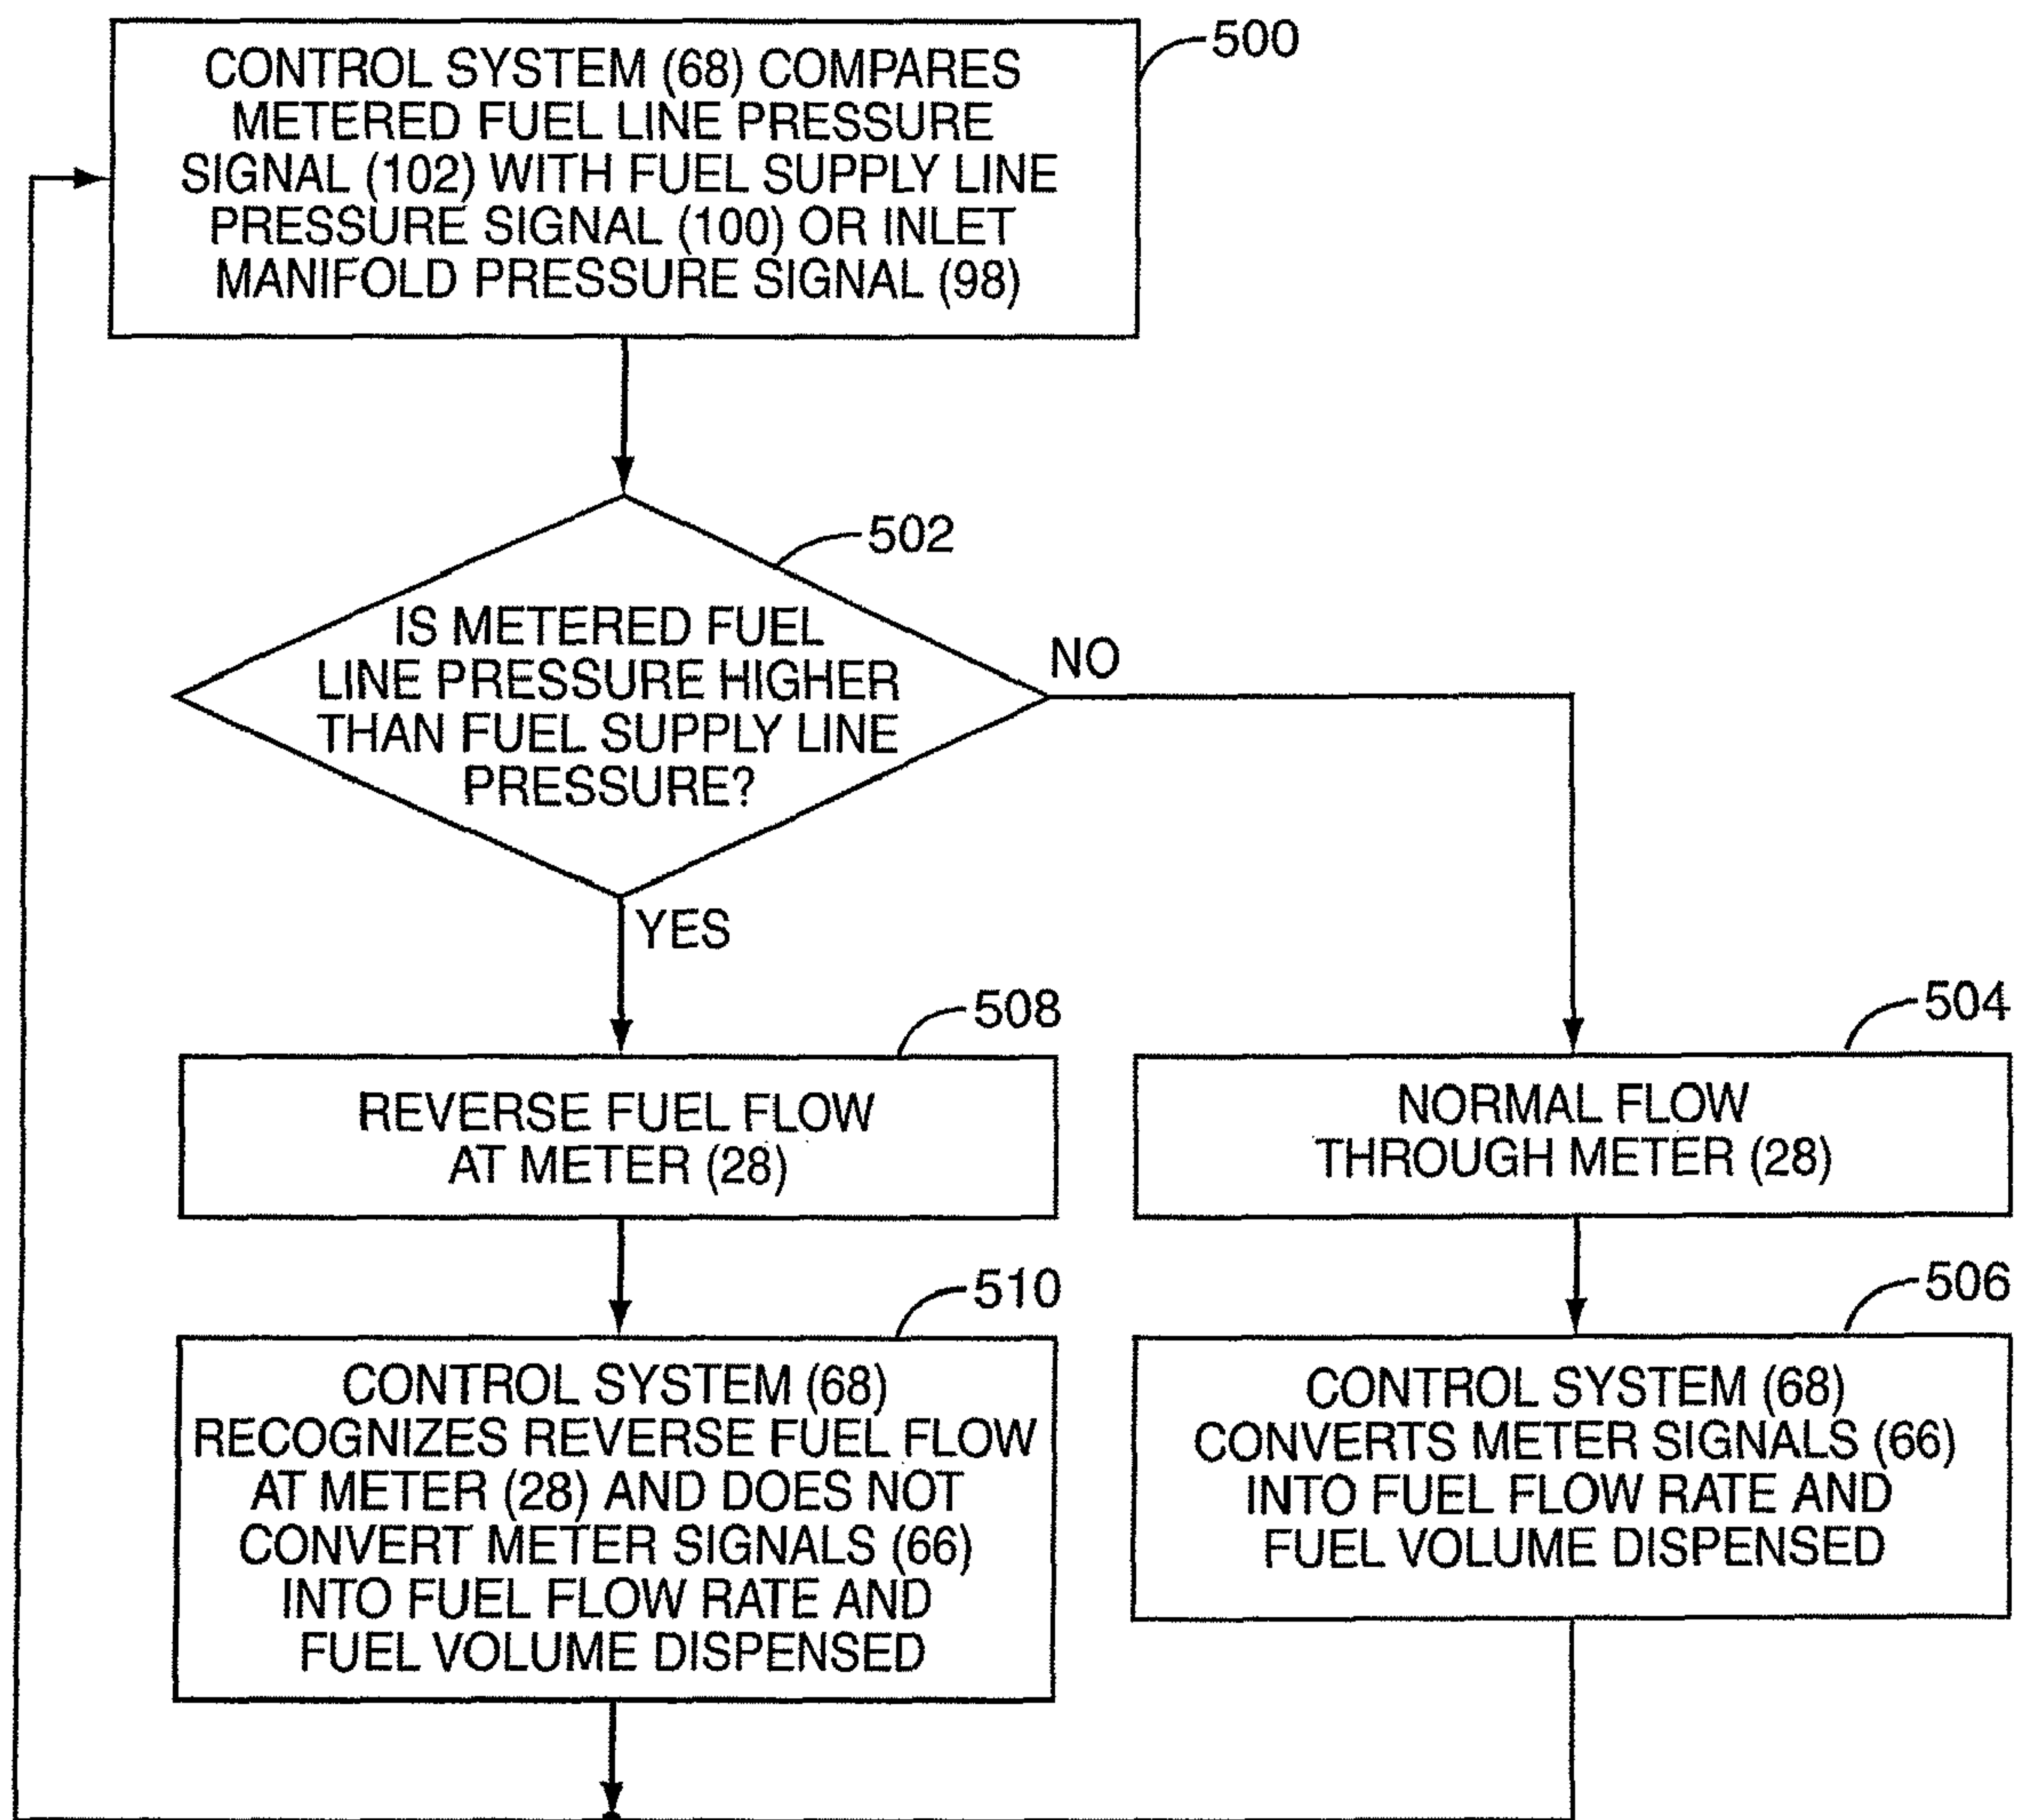 500
CONTROL SYSTEM (68) COMPARES
METERED FUEL LINE PRESSURE
SIGNAL (102) WITH FUEL SUPPLY LINE
PRESSURE SIGNAL (100) OR INLET
MANIFOLD PRESSURE SIGNAL (98)
502
IS METERED FUEL
LINE PRESSURE HIGHER
THAN FUEL SUPPLY LINE
PRESSURE?
NO
YES
508
REVERSE FUEL FLOW
AT METER (28)
504
NORMAL FLOW
THROUGH METER (28)
510
CONTROL SYSTEM (68)
RECOGNIZES REVERSE FUEL FLOW
AT METER (28) AND DOES NOT
CONVERT METER SIGNALS (66)
INTO FUEL FLOW RATE AND
FUEL VOLUME DISPENSED
506
CONTROL SYSTEM (68)
CONVERTS METER SIGNALS (66)
INTO FUEL FLOW RATE AND
FUEL VOLUME DISPENSED